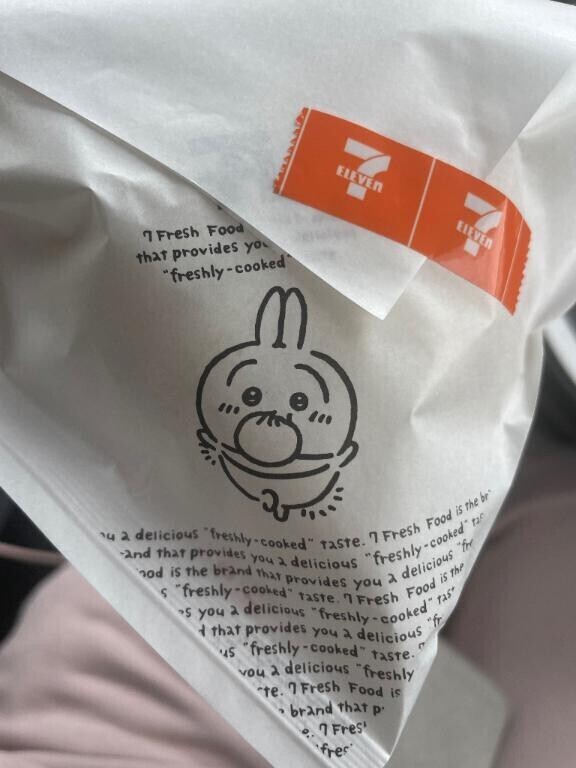 7
ELEVEn
7
ELEVEn
7 Fresh Food
that provides you
"freshly-cooked"
a delicious "freshly-cooked" taste. 7 Fresh Food is the
and that provides you a delicious "freshly-cooked"
is the brand that provides you a delicious
"freshly-cooked" taste. 7 Fresh Food is the
you a delicious "freshly-cooked"
that provides you a delicious
"freshly-cooked" taste.
you a delicious "freshly
7 Fresh Food is
brand that
7